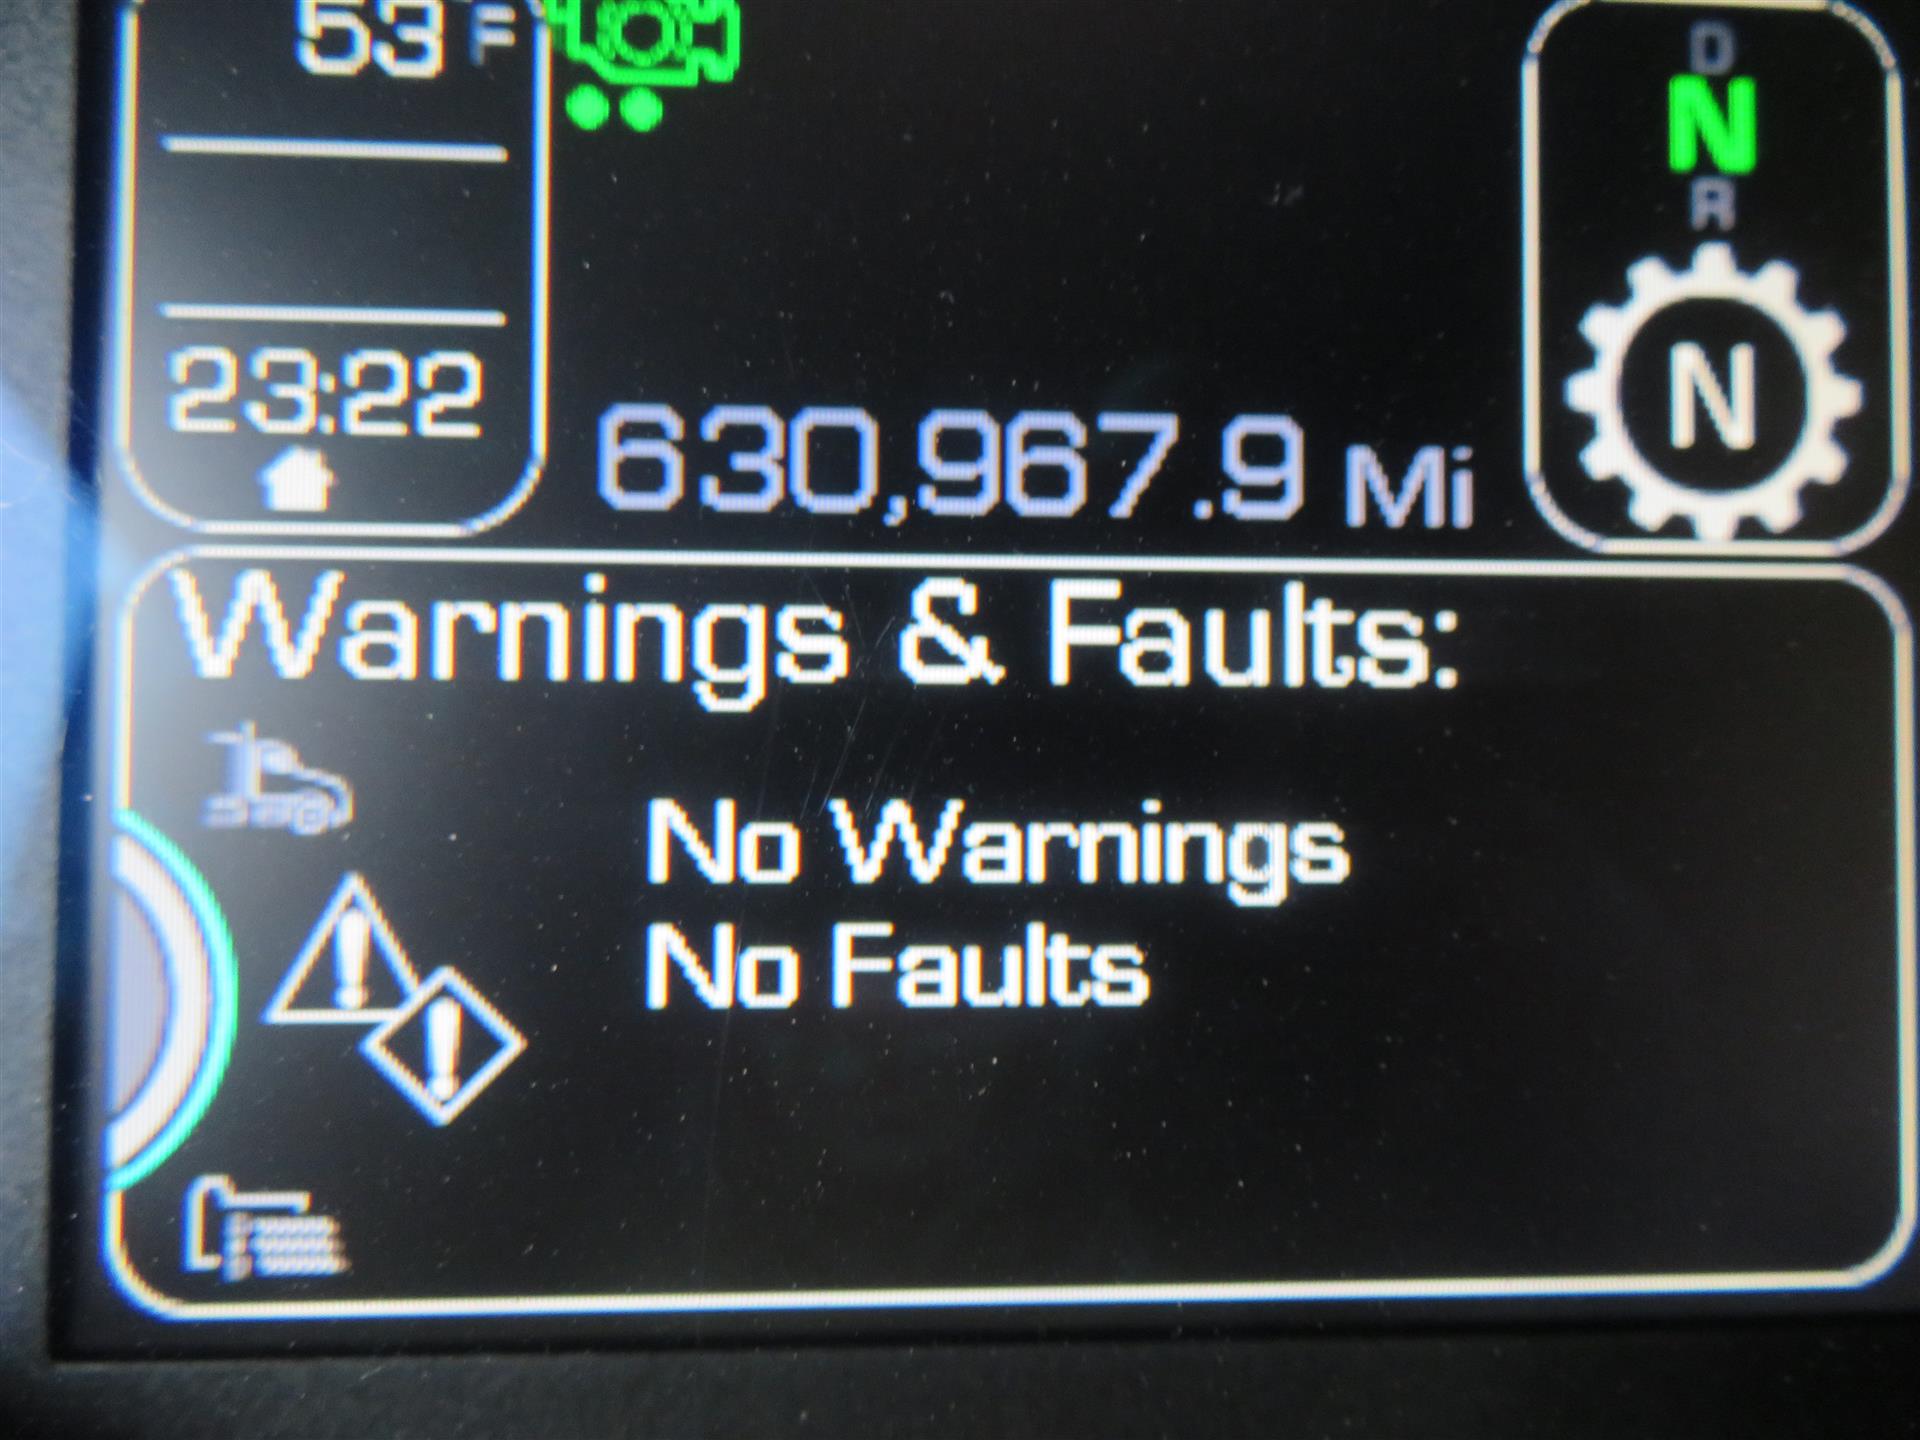 53°F
D
N
R
N
23:22
630,967.9 Mi
Warnings & Faults:
No Warnings
No Faults